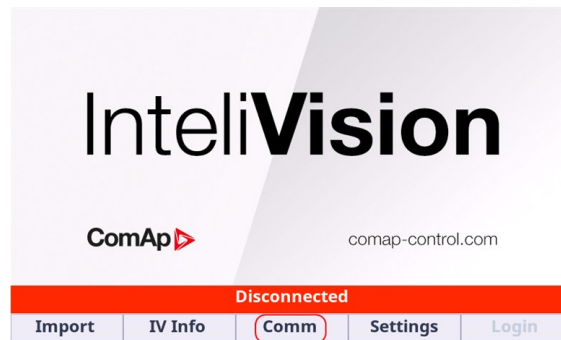 InteliVision
ComAp
comap-control.com
Disconnected
Import IV Info Comm Settings Login